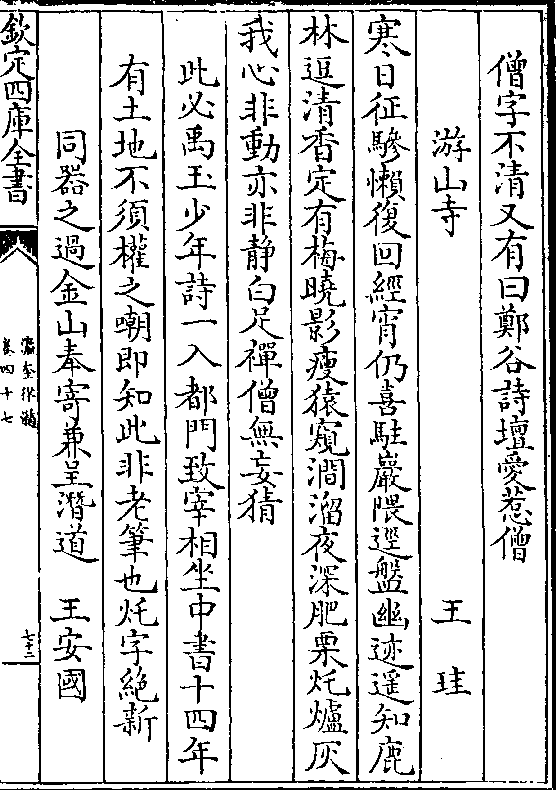 僧字不清又有曰鄭谷詩壇愛惹僧
游山寺　王珪
寒日征驂懶復回經宵仍喜駐巖隈逕盤幽迹遥知鹿
林逗清香定有梅曉影瘦猿窺澗溜夜深肥栗灹爐灰
我心非動亦非静白足禪僧無妄猜
此必禹玉少年詩一入都門致宰相坐中書十四年
有土地不須權之嘲即知此非老筆也灹字絶新
同器之過金山奉寄兼呈潛道　王安國
欽定四庫全書
瀛奎律髓
卷四十七
七十二